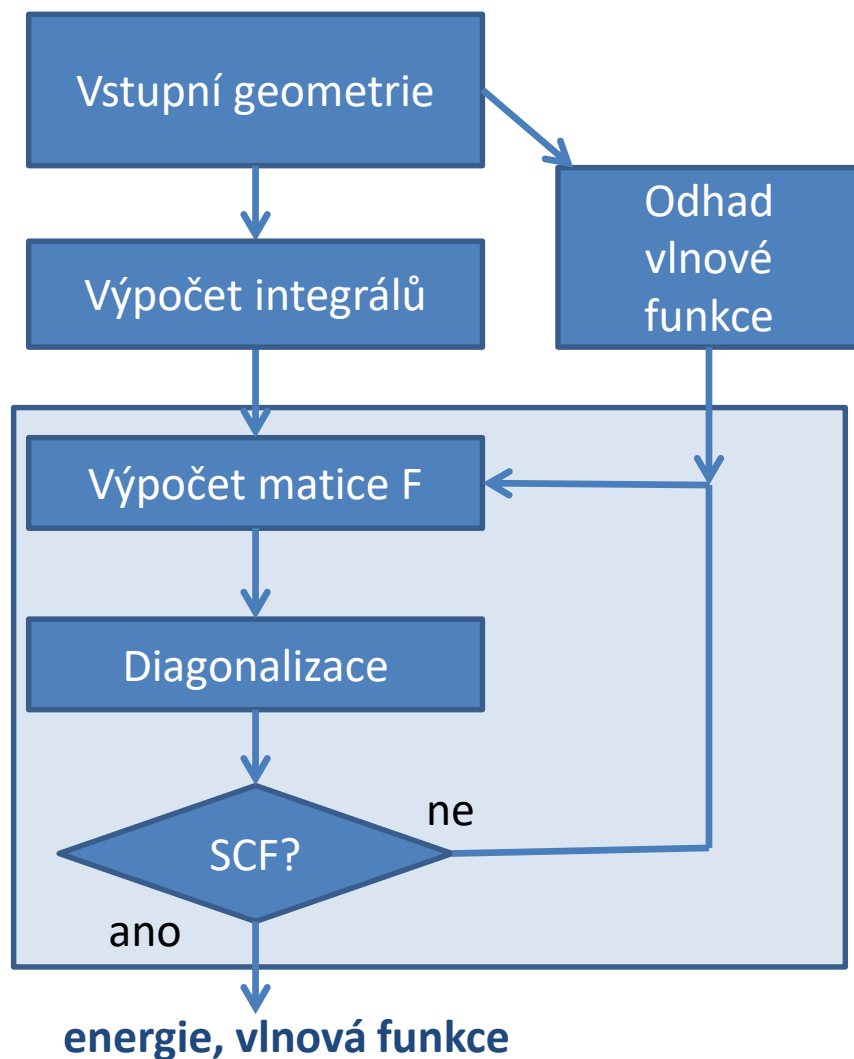 Vstupní geometrie
Odhad
vlnové
funkce
Výpočet integrálů
Výpočet matice F
Diagonalizace
ne
SCF?
ano
energie, vlnová funkce